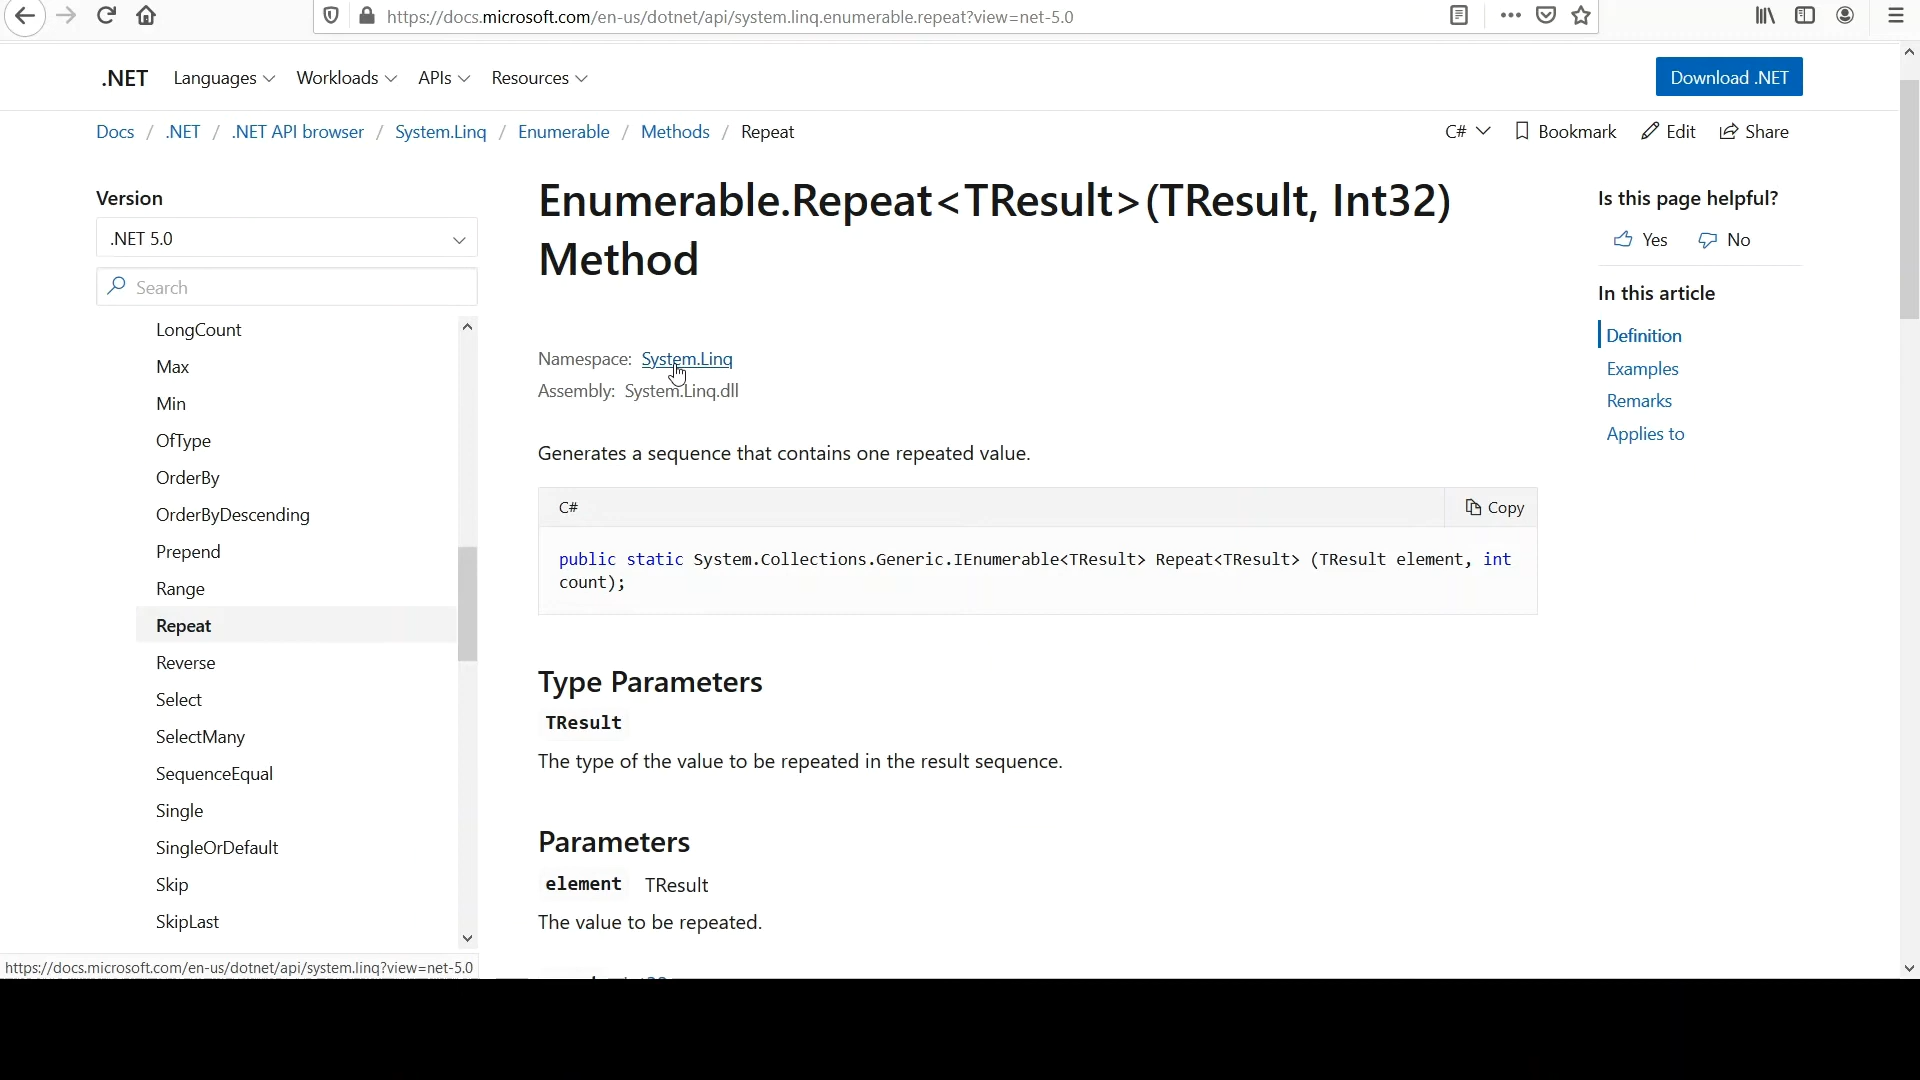 https://docs.microsoft.com/en-us/dotnet/api/system.linq.enumerable.repeat?view=net-5.0
.NET Languages Workloads APIs Resources Download .NET
Docs / .NET / .NET API browser / System.Linq / Enumerable / Methods / Repeat C# Bookmark Edit Share
Version
.NET 5.0
Search
LongCount
Max
Min
OfType
OrderBy
OrderByDescending
Prepend
Range
Repeat
Reverse
Select
SelectMany
SequenceEqual
Single
SingleOrDefault
Skip
SkipLast
Enumerable.Repeat<TResult>(TResult, Int32)
Method
Namespace: System.Linq
Assembly: System.Linq.dll
Generates a sequence that contains one repeated value.
C# Copy
public static System.Collections.Generic.IEnumerable<TResult> Repeat<TResult> (TResult element, int
count);
Type Parameters
TResult
The type of the value to be repeated in the result sequence.
Parameters
element TResult
The value to be repeated.
Is this page helpful?
Yes No
In this article
Definition
Examples
Remarks
Applies to
https://docs.microsoft.com/en-us/dotnet/api/system.linq?view=net-5.0